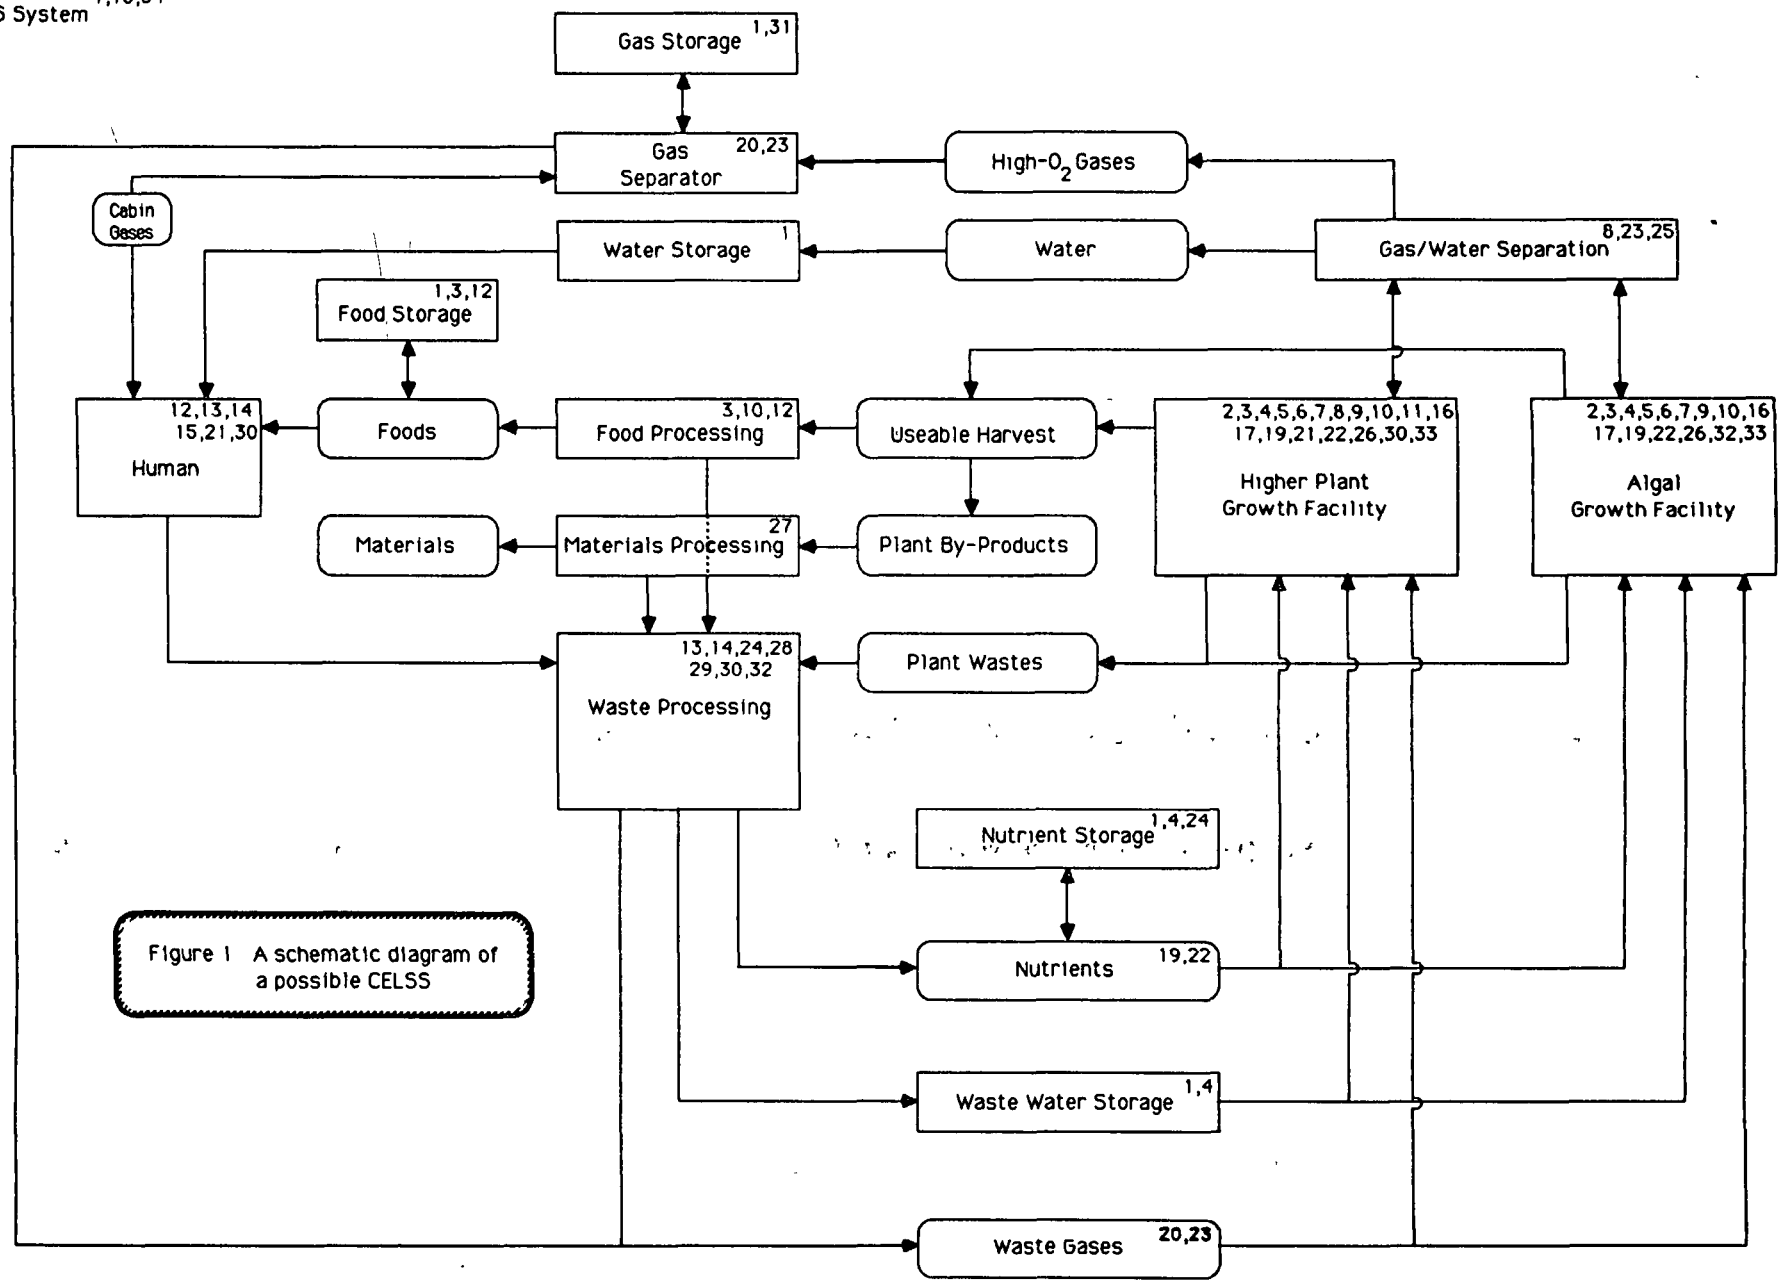 System
1,31
Gas Storage
20,23
Gas
Separator
High-O2 Gases
Cabin
Gases
1
Water Storage
Water
8,23,25
Gas/Water Separation
1,3,12
Food Storage
12,13,14
15,21,30
Human
Foods
3,10,12
Food Processing
Useable Harvest
2,3,4,5,6,7,8,9,10,11,16
17,19,21,22,26,30,33
Higher Plant
Growth Facility
2,3,4,5,6,7,9,10,16
17,19,22,26,32,33
Algal
Growth Facility
Materials
27
Materials Processing
Plant By-Products
13,14,24,28
29,30,32
Waste Processing
Plant Wastes
1,4,24
Nutrient Storage
Figure 1 A schematic diagram of
a possible CELSS
19,22
Nutrients
1,4
Waste Water Storage
20,23
Waste Gases